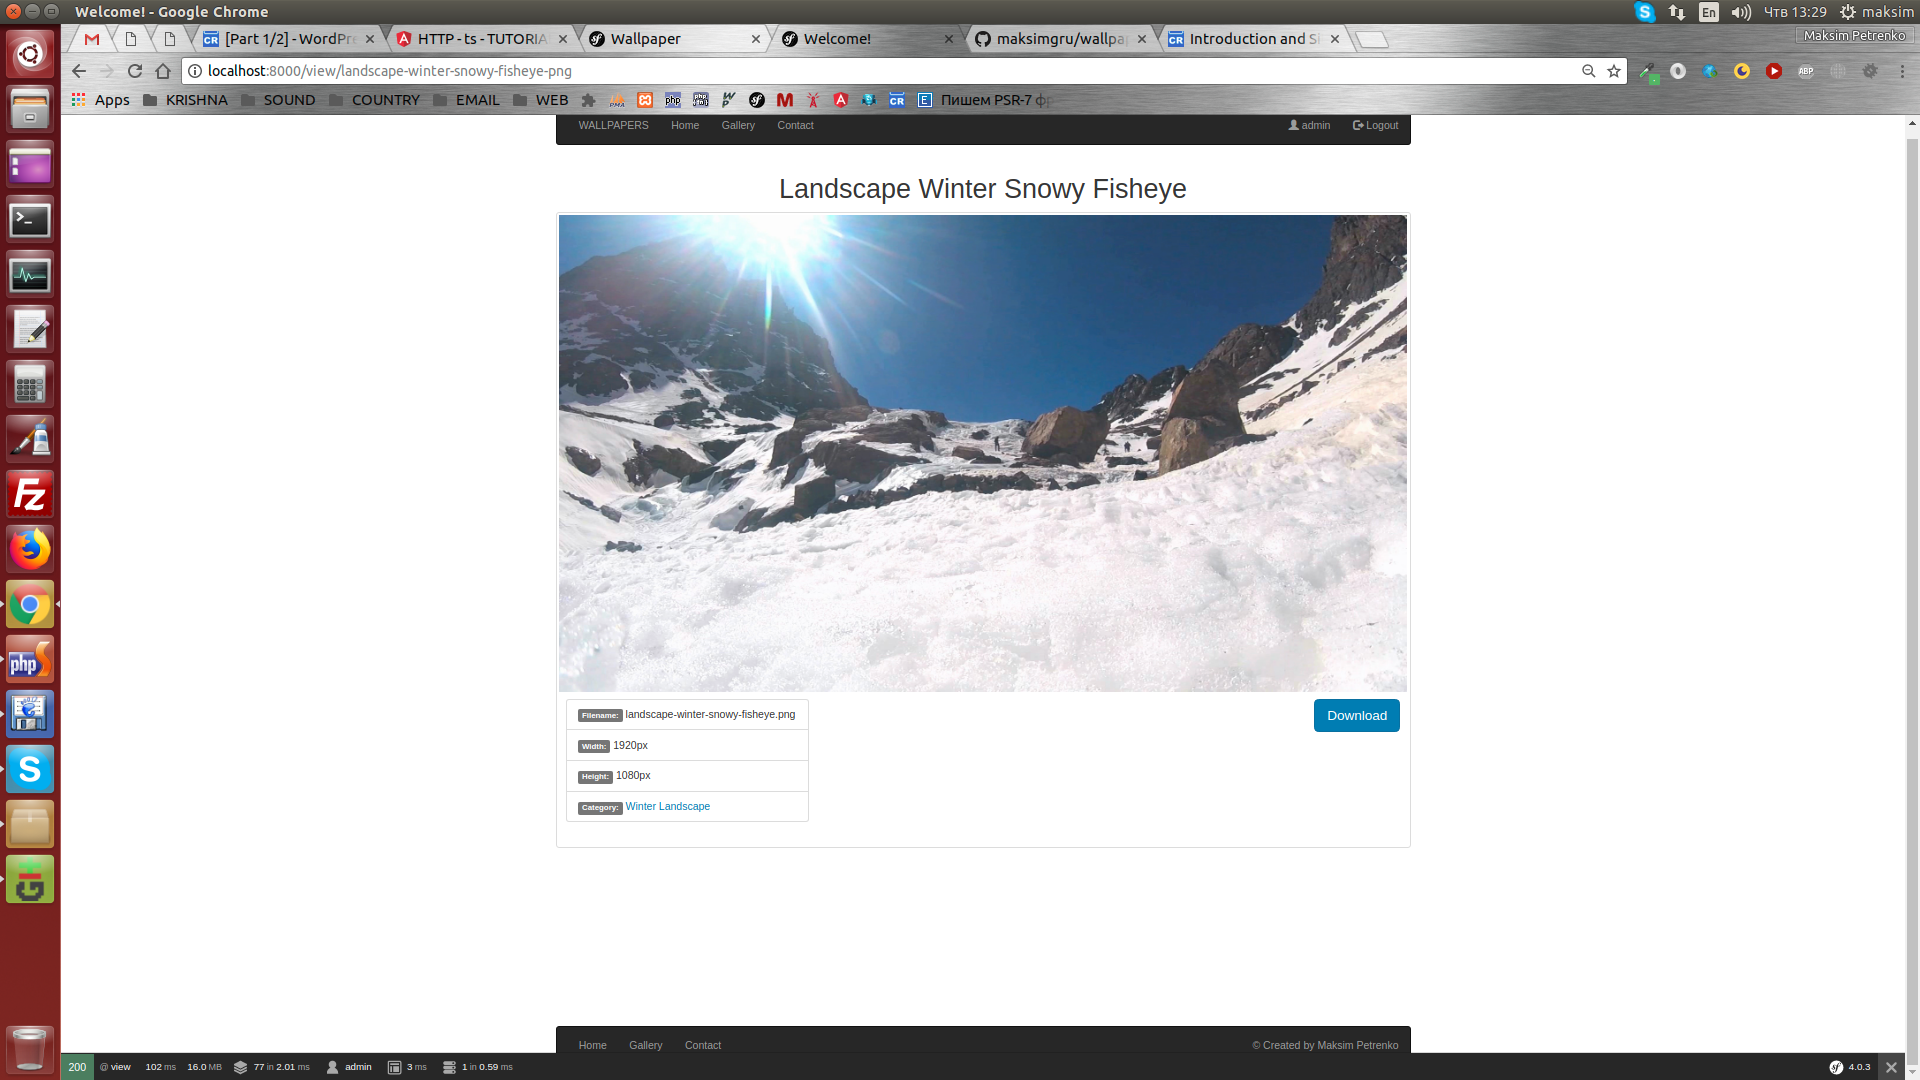 Welcome! - Google Chrome
En
Чтв 13:29
maksim
[Part 1/2] - WordPre
HTTP - ts - TUTORIA
Wallpaper
Welcome!
maksimgru/wallpap
Introduction and S
Maksim Petrenko
localhost:8000/view/landscape-winter-snowy-fisheye-png
ABP
Apps
KRISHNA
SOUND
COUNTRY
EMAIL
WEB
Пишем PSR-7 ф
WALLPAPERS
Home
Gallery
Contact
admin
Logout
Landscape Winter Snowy Fisheye
Filename: landscape-winter-snowy-fisheye.png
Download
Width: 1920px
Height: 1080px
Category: Winter Landscape
Home
Gallery
Contact
© Created by Maksim Petrenko
200
@ view
102 ms
16.0 MB
77 in 2.01 ms
admin
3 ms
1 in 0.59 ms
4.0.3